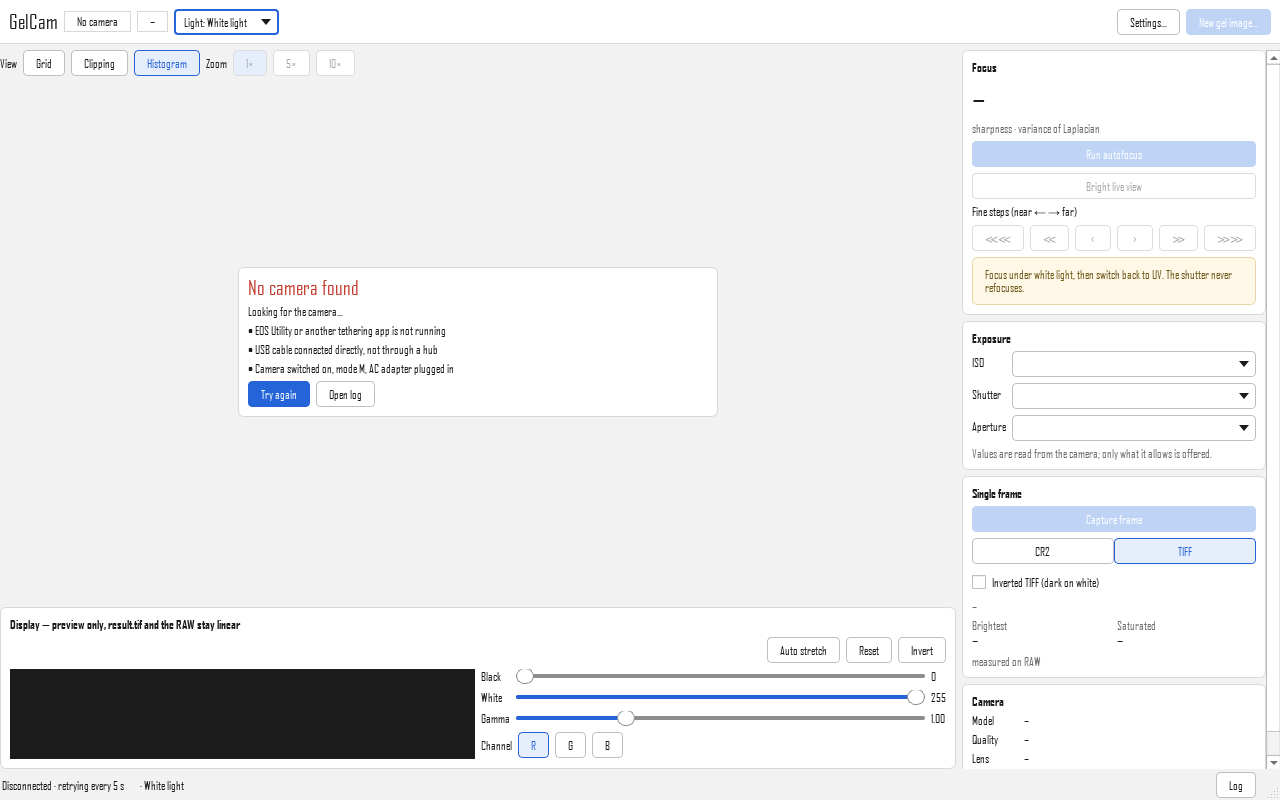 GelCam No camera – Light: White light Settings... New gel image...
View Grid Clipping Histogram Zoom 1× 5× 10×
No camera found
Looking for the camera...
• EOS Utility or another tethering app is not running
• USB cable connected directly, not through a hub
• Camera switched on, mode M, AC adapter plugged in
Try again Open log
Display — preview only, result.tif and the RAW stay linear
Auto stretch Reset Invert
Black 0
White 255
Gamma 1.00
Channel R G B
Focus
—
sharpness · variance of Laplacian
Run autofocus
Bright live view
Fine steps (near ← → far)
<<< << ‹ › >> >>>
Focus under white light, then switch back to UV. The shutter never
refocuses.
Exposure
ISO
Shutter
Aperture
Values are read from the camera; only what it allows is offered.
Single frame
Capture frame
CR2 TIFF
Inverted TIFF (dark on white)
–
Brightest Saturated
– –
measured on RAW
Camera
Model –
Quality –
Lens –
Disconnected · retrying every 5 s · White light Log